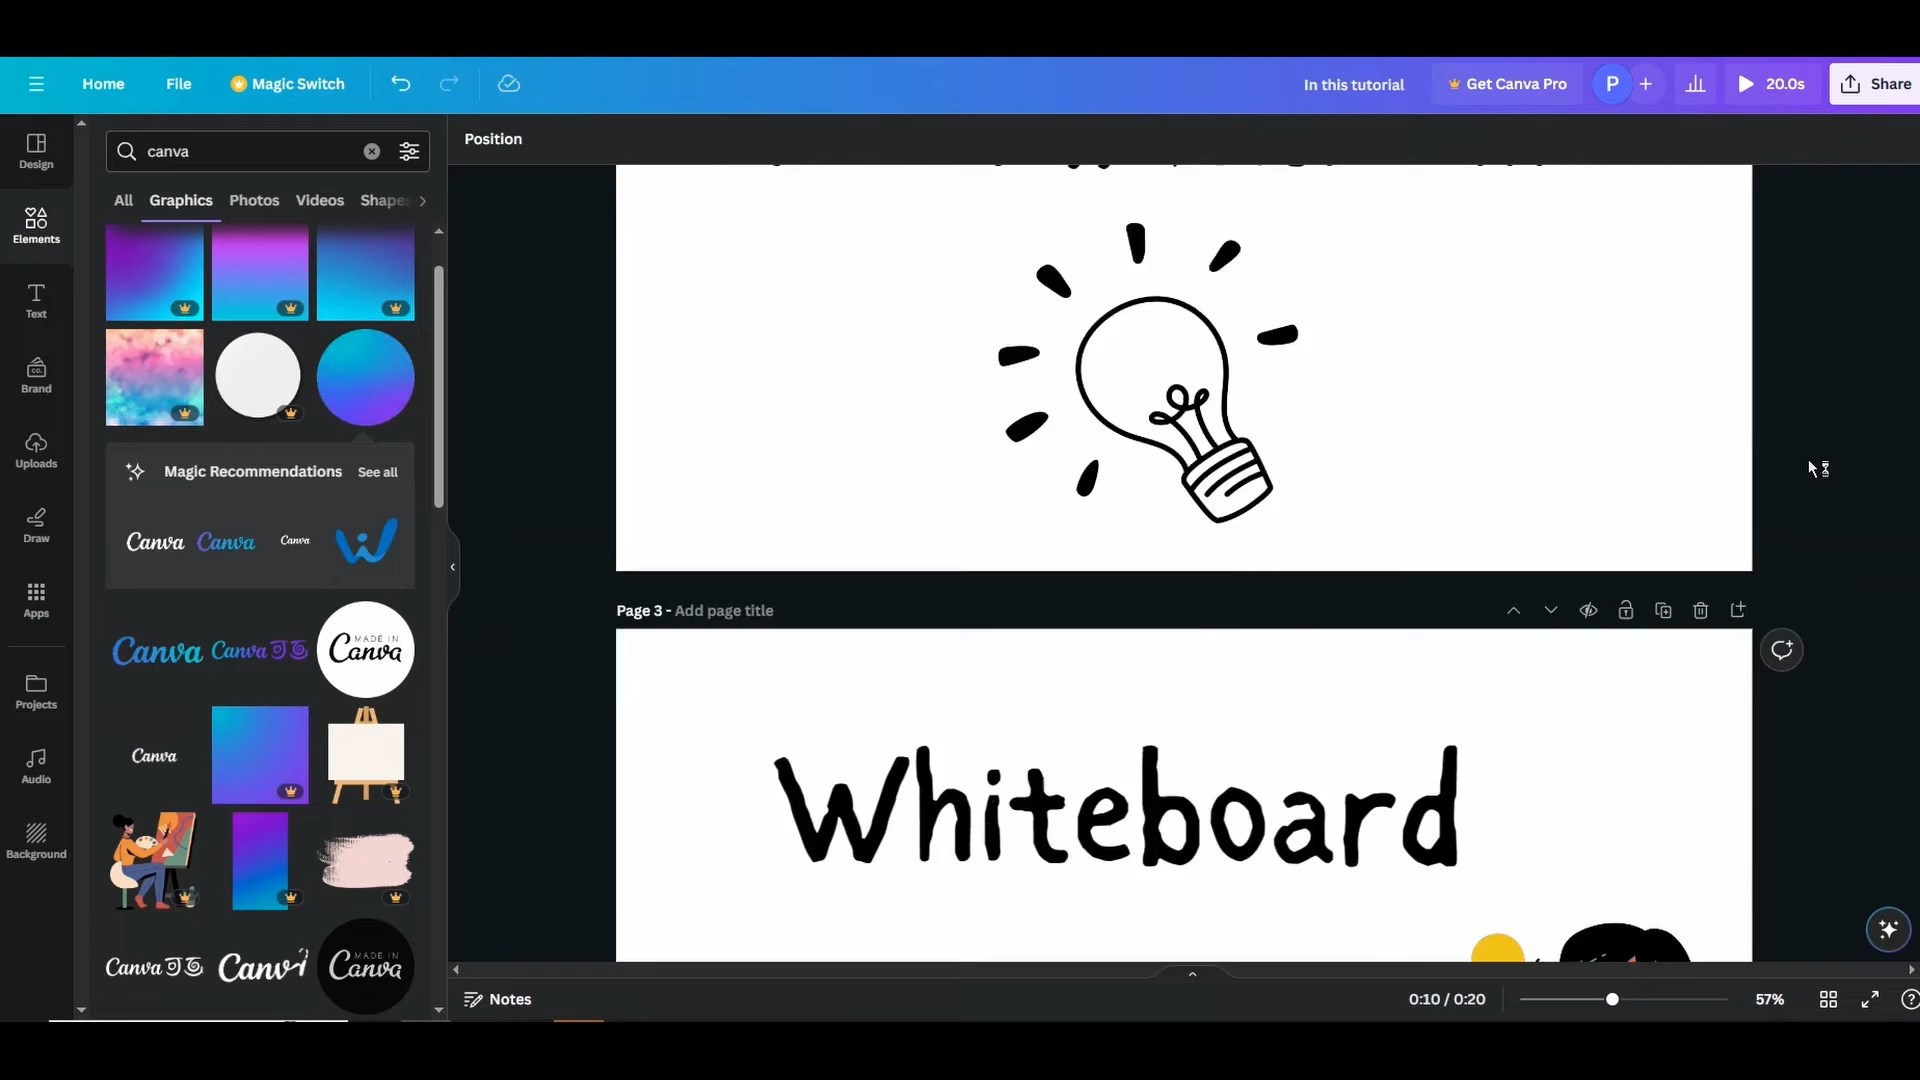 Home File Magic Switch In this tutorial Get Canva Pro P + 20.0s Share
Design
Elements
Text
Brand
CO.
Uploads
Draw
Apps
Projects
Audio
Background
canva
All Graphics Photos Videos Shapes
Magic Recommendations See all
Canva Canva Canva W
Canva Canva MADE IN
Canva
Canva
Canva Canva MADE IN
Canva
Position
Page 3 - Add page title
Whiteboard
Notes 0:10 / 0:20 57% ?